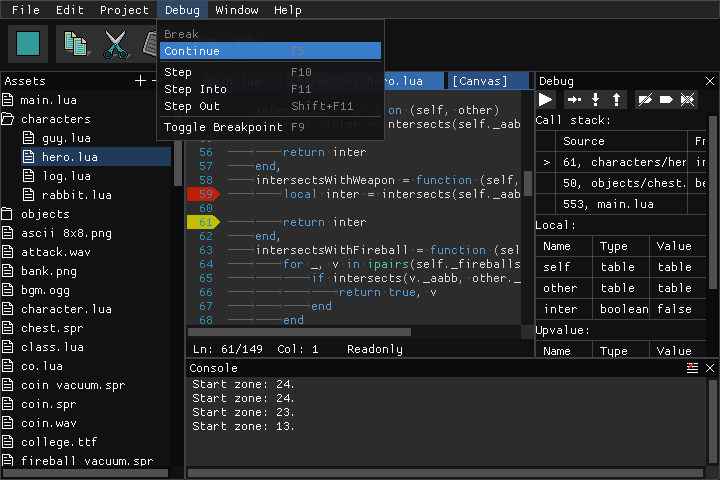 File Edit Project Debug Window Help
Break
Continue F5
Step F10
Step Into F11
Step Out Shift+F11
Toggle Breakpoint F9
Assets
main.lua
characters
guy.lua
hero.lua
log.lua
rabbit.lua
objects
ascii 8x8.png
attack.wav
bank.png
bgm.ogg
character.lua
chest.spr
class.lua
co.lua
coin vacuum.spr
coin.spr
coin.wav
college.ttf
fireball vacuum.spr
hero.lua [Canvas]
(self, other)
intersects(self._aab
56 return inter
57 end,
58 intersectsWithWeapon = function (self,
59 local inter = intersects(self._aab
60
61 return inter
62 end,
63 intersectsWithFireball = function (sel
64 for _, v in ipairs(self._fireballs
65 if intersects(v._aabb, other._
66 return true, v
67 end
68 end
Ln: 61/149 Col: 1 Readonly
Console
Start zone: 24.
Start zone: 24.
Start zone: 23.
Start zone: 13.
Debug
Call stack:
Source Fr
> 61, characters/her in
50, objects/chest. be
553, main.lua
Local:
Name Type Value
self table table
other table table
inter boolean false
Upvalue:
Name Type Value